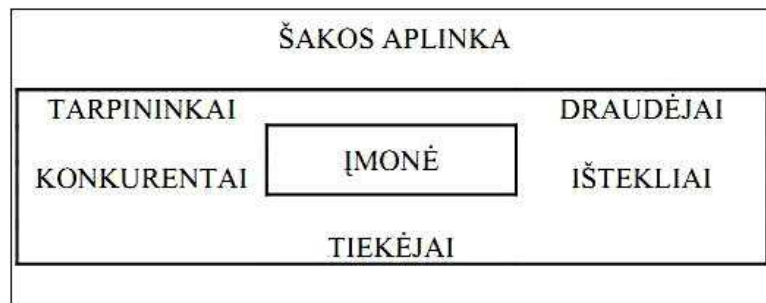 ŠAKOS APLINKA
TARPININKAI DRAUDĖJAI
ĮMONĖ
KONKURENTAI IŠTEKLIAI
TIEKĖJAI